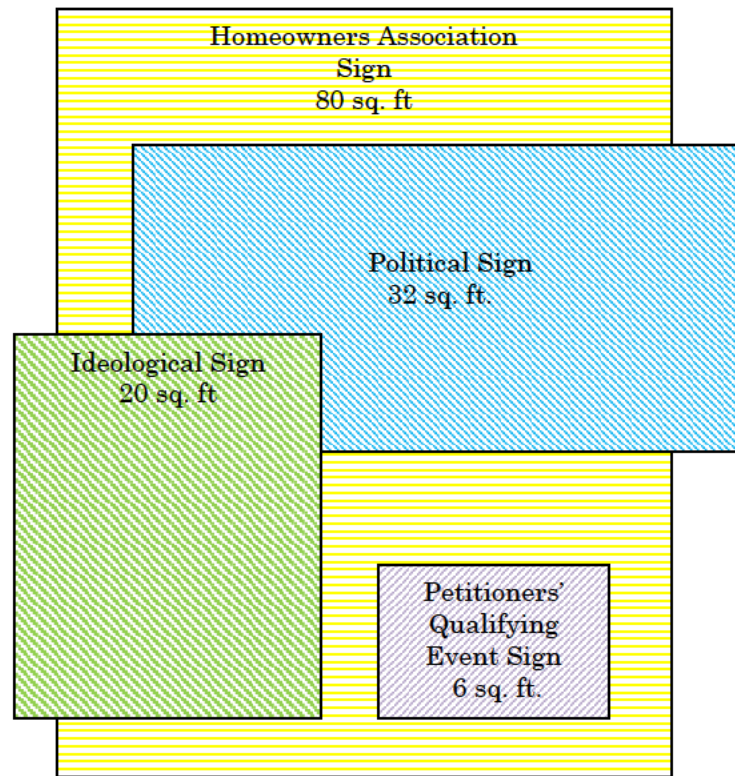 Homeowners Association
Sign
80 sq. ft
Political Sign
32 sq. ft.
Ideological Sign
20 sq. ft
Petitioners’
Qualifying
Event Sign
6 sq. ft.